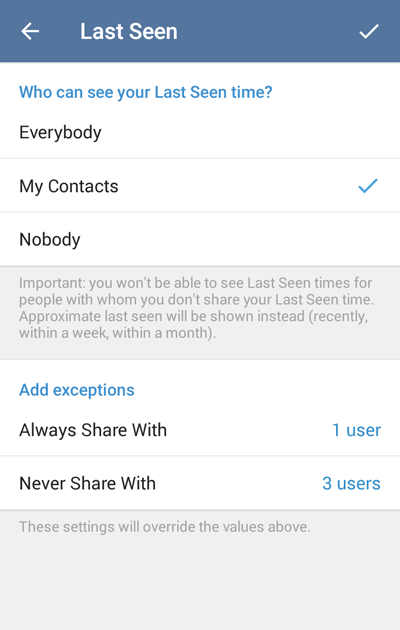 Last Seen
Who can see your Last Seen time?
Everybody
My Contacts
Nobody
Important: you won't be able to see Last Seen times for
people with whom you don't share your Last Seen time.
Approximate last seen will be shown instead (recently,
within a week, within a month).
Add exceptions
Always Share With 1 user
Never Share With 3 users
These settings will override the values above.